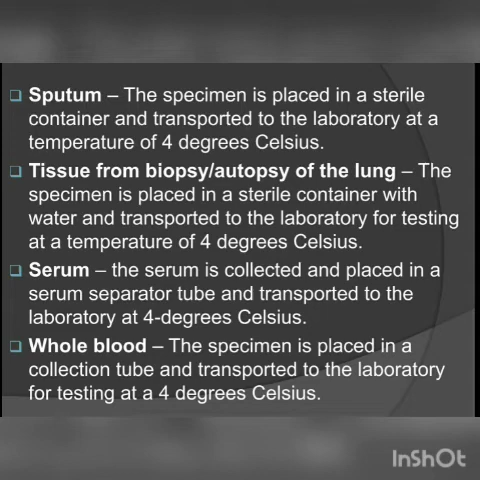 Sputum – The specimen is placed in a sterile
container and transported to the laboratory at a
temperature of 4 degrees Celsius.
Tissue from biopsy/autopsy of the lung – The
specimen is placed in a sterile container with
water and transported to the laboratory for testing
at a temperature of 4 degrees Celsius.
Serum – the serum is collected and placed in a
serum separator tube and transported to the
laboratory at 4-degrees Celsius.
Whole blood – The specimen is placed in a
collection tube and transported to the laboratory
for testing at a 4 degrees Celsius.
InShOt